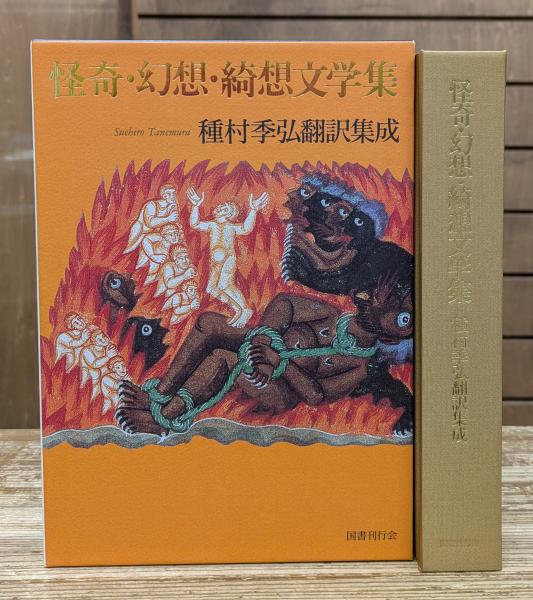 怪奇・幻想・綺想文学集
Suehiro Tanemura 種村季弘翻訳集成
国書刊行会
怪奇・幻想・綺想文学集 種村季弘翻訳集成